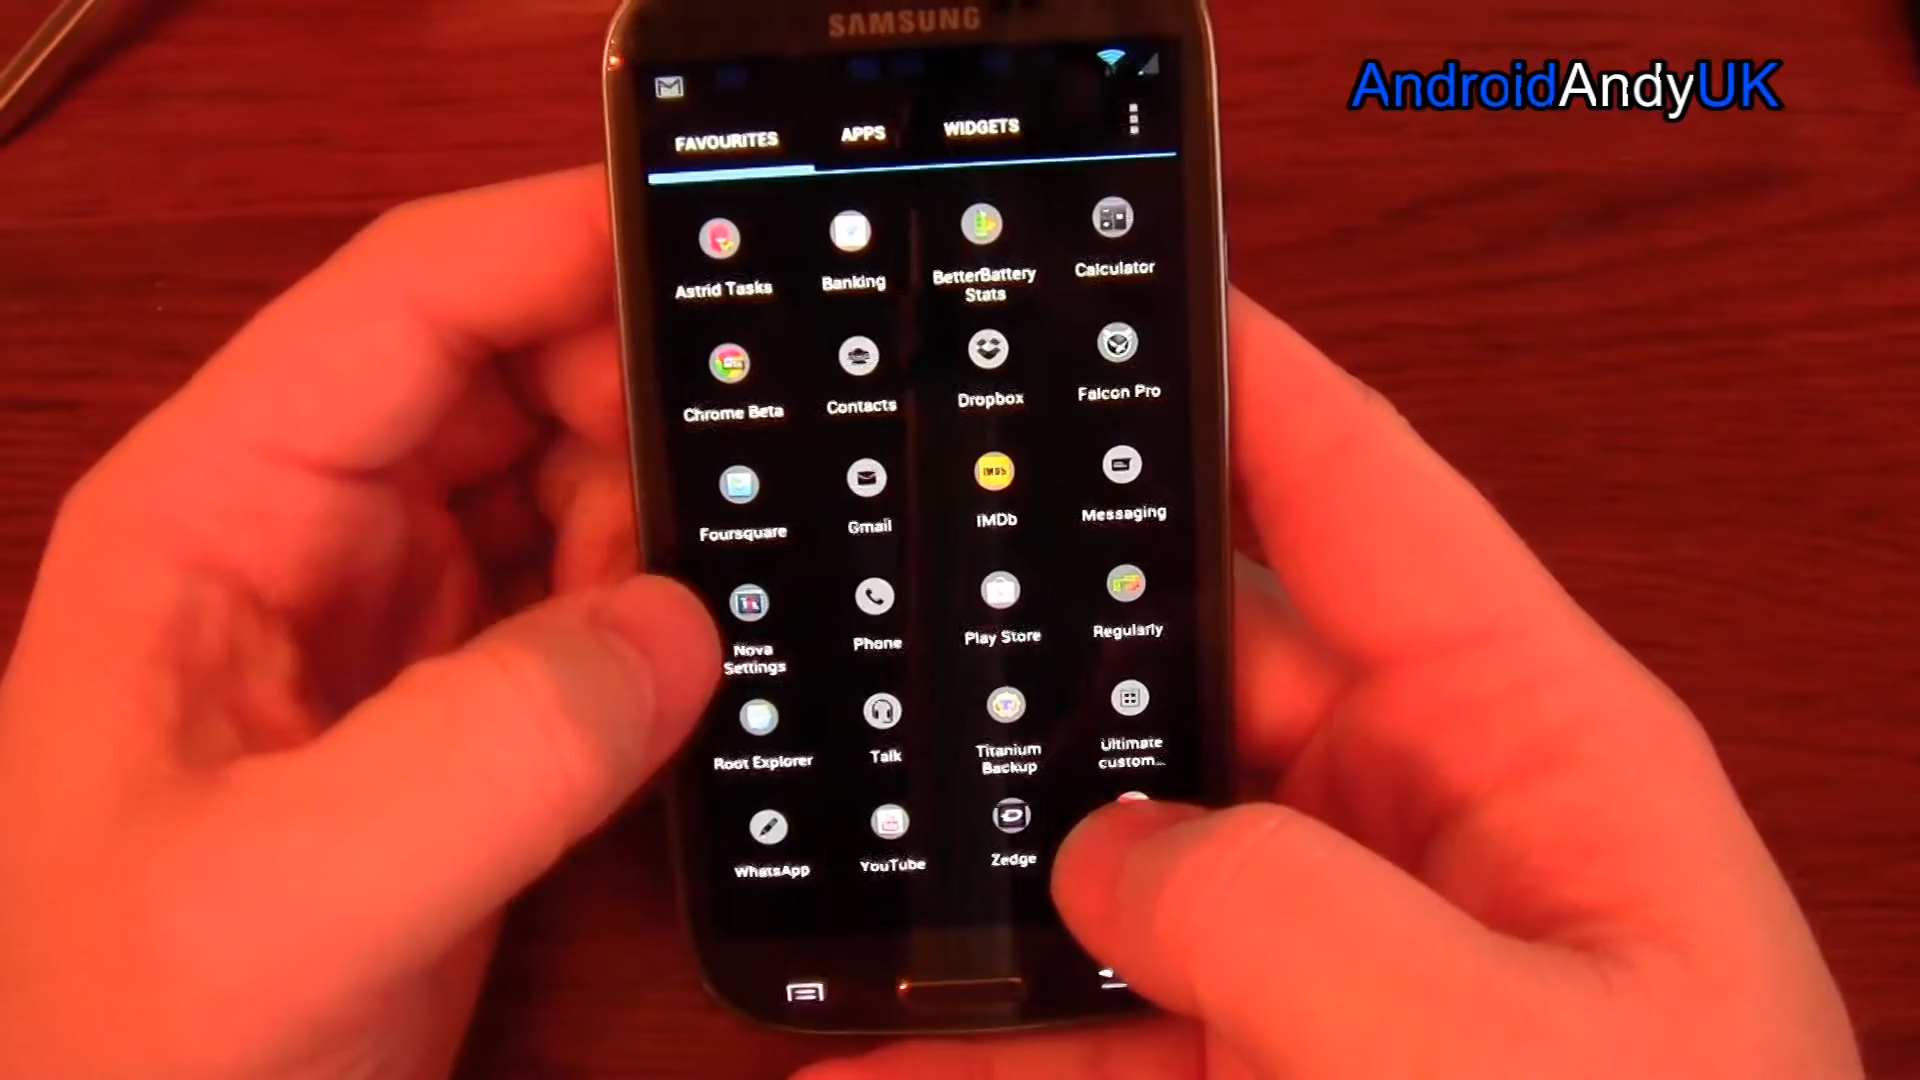 SAMSUNG
AndroidAndyUK
FAVOURITES APPS WIDGETS
Astrid Tasks Banking BetterBattery Stats Calculator
Chrome Beta Contacts Dropbox Falcon Pro
Foursquare Gmail IMDb Messaging
Nova Settings Phone Play Store Regularly
Root Explorer Talk Titanium Backup Ultimate custom...
WhatsApp YouTube Zedge